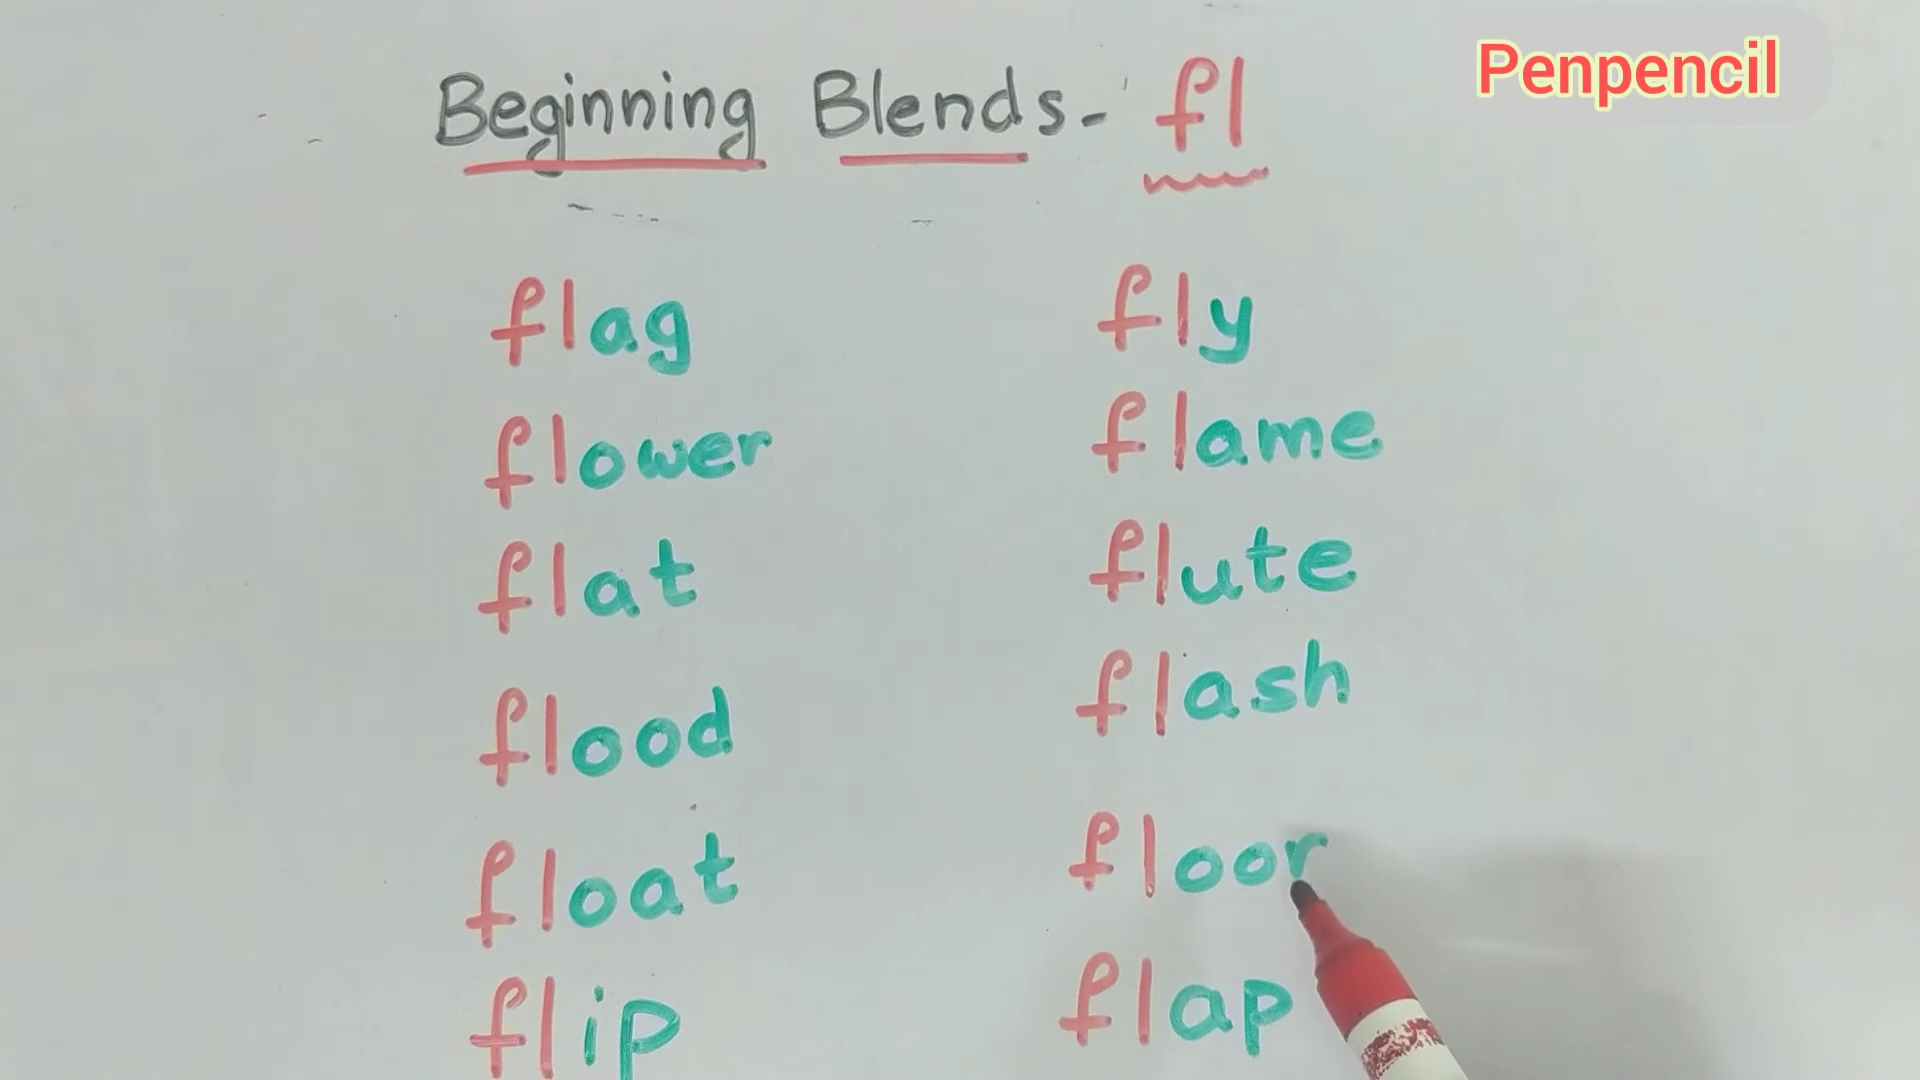 Penpencil
Beginning Blends - fl
flag
flower
flat
flood
float
flip
fly
flame
flute
flash
floor
flap